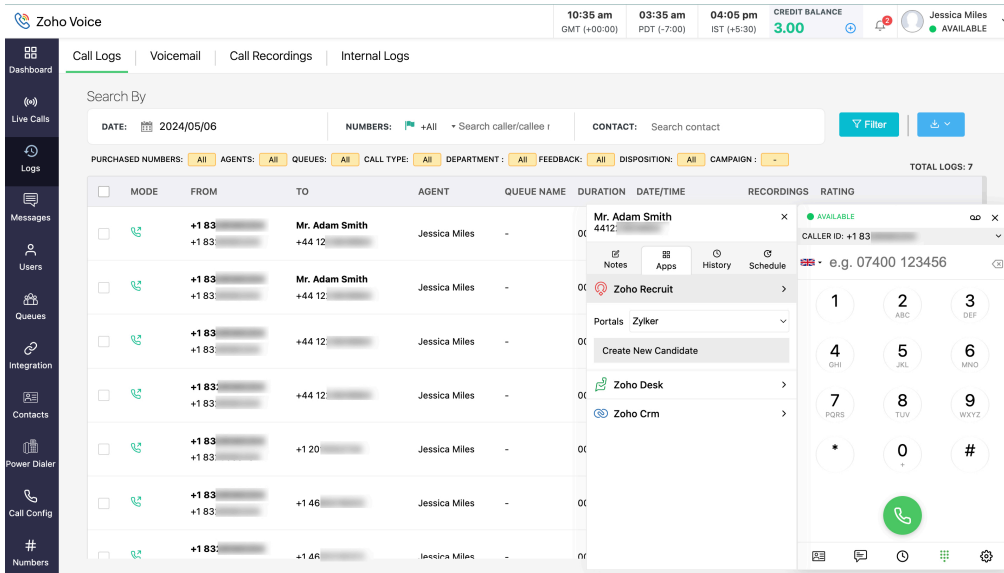 Zoho Voice
10:35 am
GMT (+00:00)
03:35 am
PDT (-7:00)
04:05 pm
IST (+5:30)
CREDIT BALANCE
3.00
2
Jessica Miles
AVAILABLE
Dashboard
Live Calls
Logs
Messages
Users
Queues
Integration
Contacts
Power Dialer
Call Config
Numbers
Call Logs
Voicemail
Call Recordings
Internal Logs
Search By
DATE: 2024/05/06
NUMBERS: +All Search caller/callee r
CONTACT: Search contact
Filter
PURCHASED NUMBERS: All AGENTS: All QUEUES: All CALL TYPE: All DEPARTMENT : All FEEDBACK: All DISPOSITION: All CAMPAIGN : -
TOTAL LOGS: 7
MODE FROM TO AGENT QUEUE NAME DURATION DATE/TIME RECORDINGS RATING
+1 83 Mr. Adam Smith
+1 83 +44 12 Jessica Miles - 00
+1 83 Mr. Adam Smith
+1 83 +44 12 Jessica Miles - 00
+1 83
+1 83 +44 12 Jessica Miles - 00
+1 83
+1 83 +44 12 Jessica Miles - 00
+1 83
+1 83 +1 20 Jessica Miles - 00
+1 83
+1 83 +1 46 Jessica Miles - 00
+1 83
+1 46 Jessica Miles - 00
Mr. Adam Smith
4412
Notes
Apps
History
Schedule
Zoho Recruit
Portals Zylker
Create New Candidate
Zoho Desk
Zoho Crm
AVAILABLE
CALLER ID: +1 83
e.g. 07400 123456
1
2
ABC
3
DEF
4
GHI
5
JKL
6
MNO
7
PQRS
8
TUV
9
WXYZ
*
0
+
#